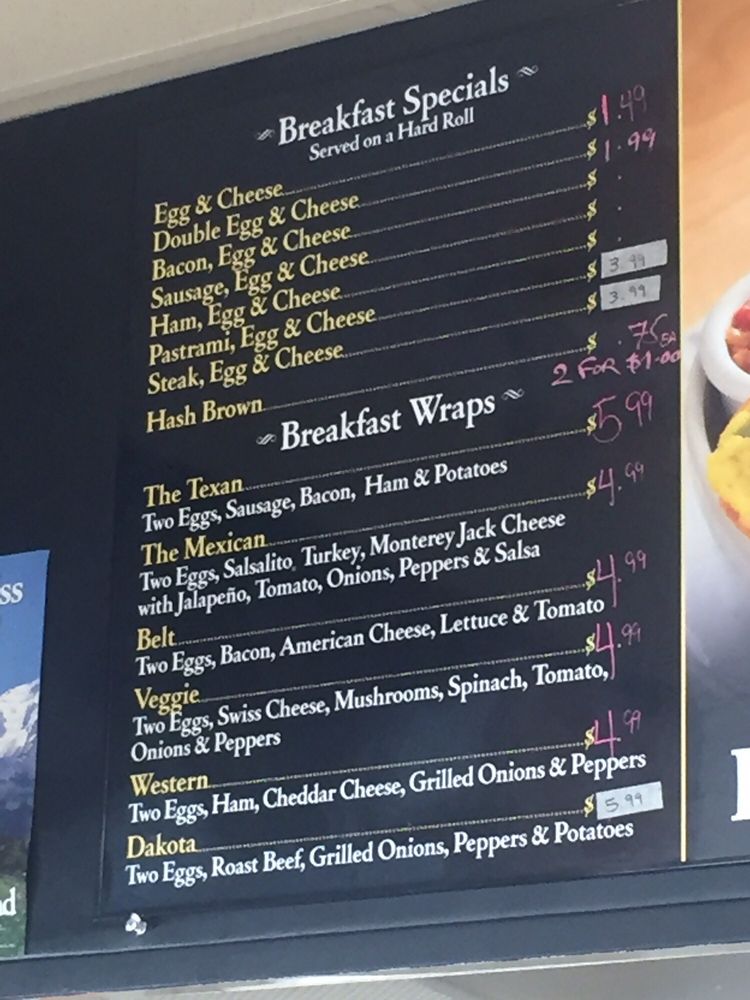 Breakfast Specials
Served on a Hard Roll
Egg & Cheese $1.49
Double Egg & Cheese $1.99
Bacon, Egg & Cheese $ .
Sausage, Egg & Cheese $ .
Ham, Egg & Cheese $ .
Pastrami, Egg & Cheese $ 3.99
Steak, Egg & Cheese $ 3.99
Hash Brown $ .75 EA
2 FOR $1.00
Breakfast Wraps
The Texan $5.99
Two Eggs, Sausage, Bacon, Ham & Potatoes
The Mexican $4.99
Two Eggs, Salsalito Turkey, Monterey Jack Cheese
with Jalapeño, Tomato, Onions, Peppers & Salsa
Belt $4.99
Two Eggs, Bacon, American Cheese, Lettuce & Tomato
Veggie $4.99
Two Eggs, Swiss Cheese, Mushrooms, Spinach, Tomato,
Onions & Peppers
Western $4.99
Two Eggs, Ham, Cheddar Cheese, Grilled Onions & Peppers
Dakota $ 5.99
Two Eggs, Roast Beef, Grilled Onions, Peppers & Potatoes